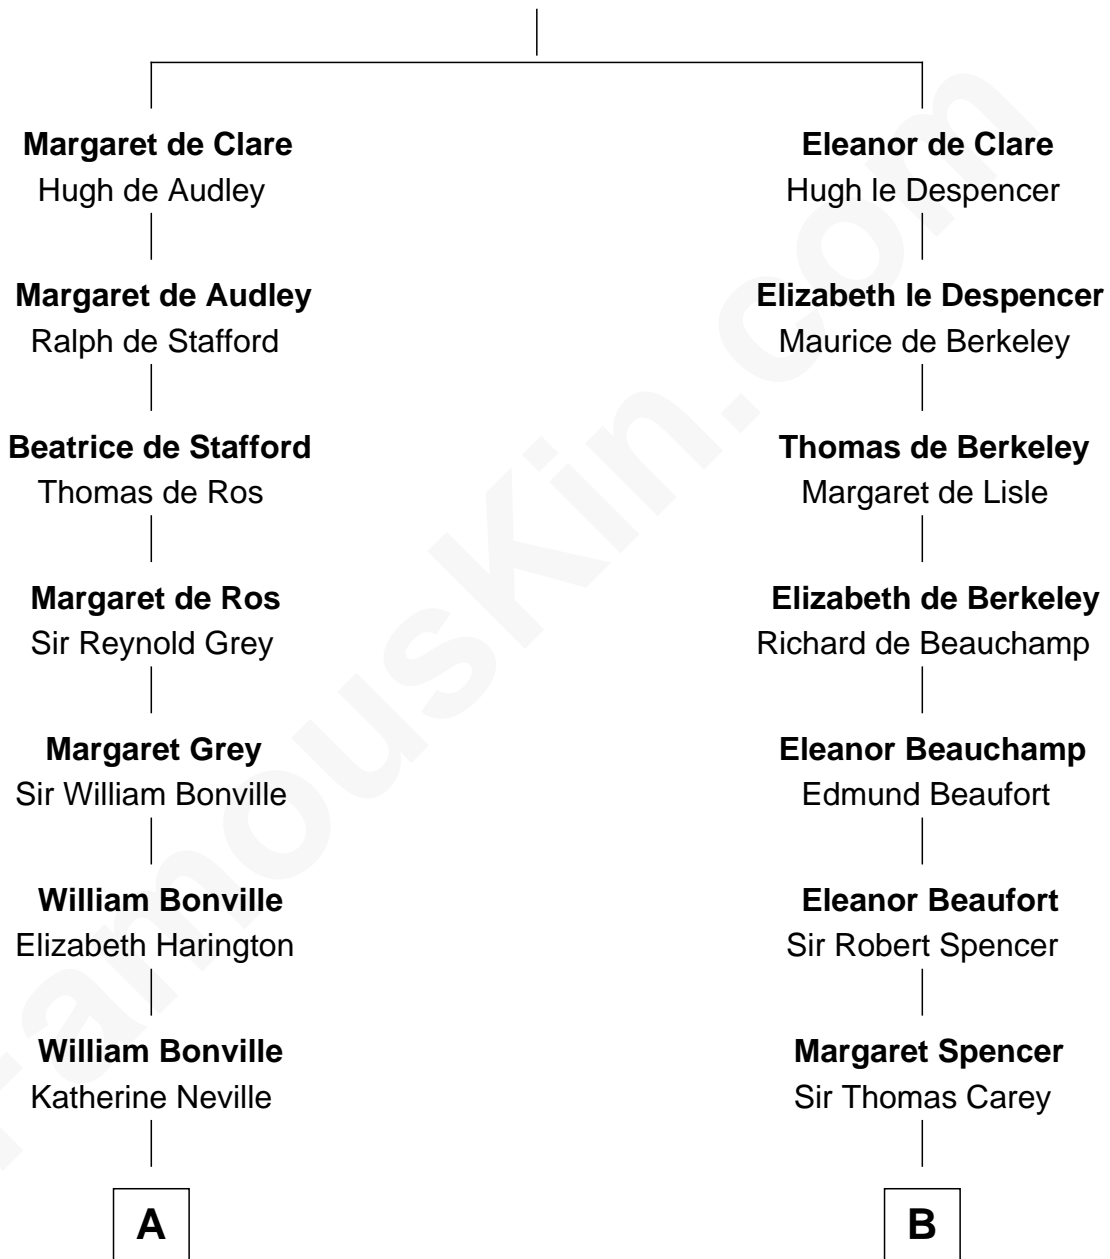 Margaret de Clare
Hugh de Audley
Margaret de Audley
Ralph de Stafford
Beatrice de Stafford
Thomas de Ros
Margaret de Ros
Sir Reynold Grey
Margaret Grey
Sir William Bonville
William Bonville
Elizabeth Harington
William Bonville
Katherine Neville
A
Eleanor de Clare
Hugh le Despencer
Elizabeth le Despencer
Maurice de Berkeley
Thomas de Berkeley
Margaret de Lisle
Elizabeth de Berkeley
Richard de Beauchamp
Eleanor Beauchamp
Edmund Beaufort
Eleanor Beaufort
Sir Robert Spencer
Margaret Spencer
Sir Thomas Carey
B
FamousKin.com